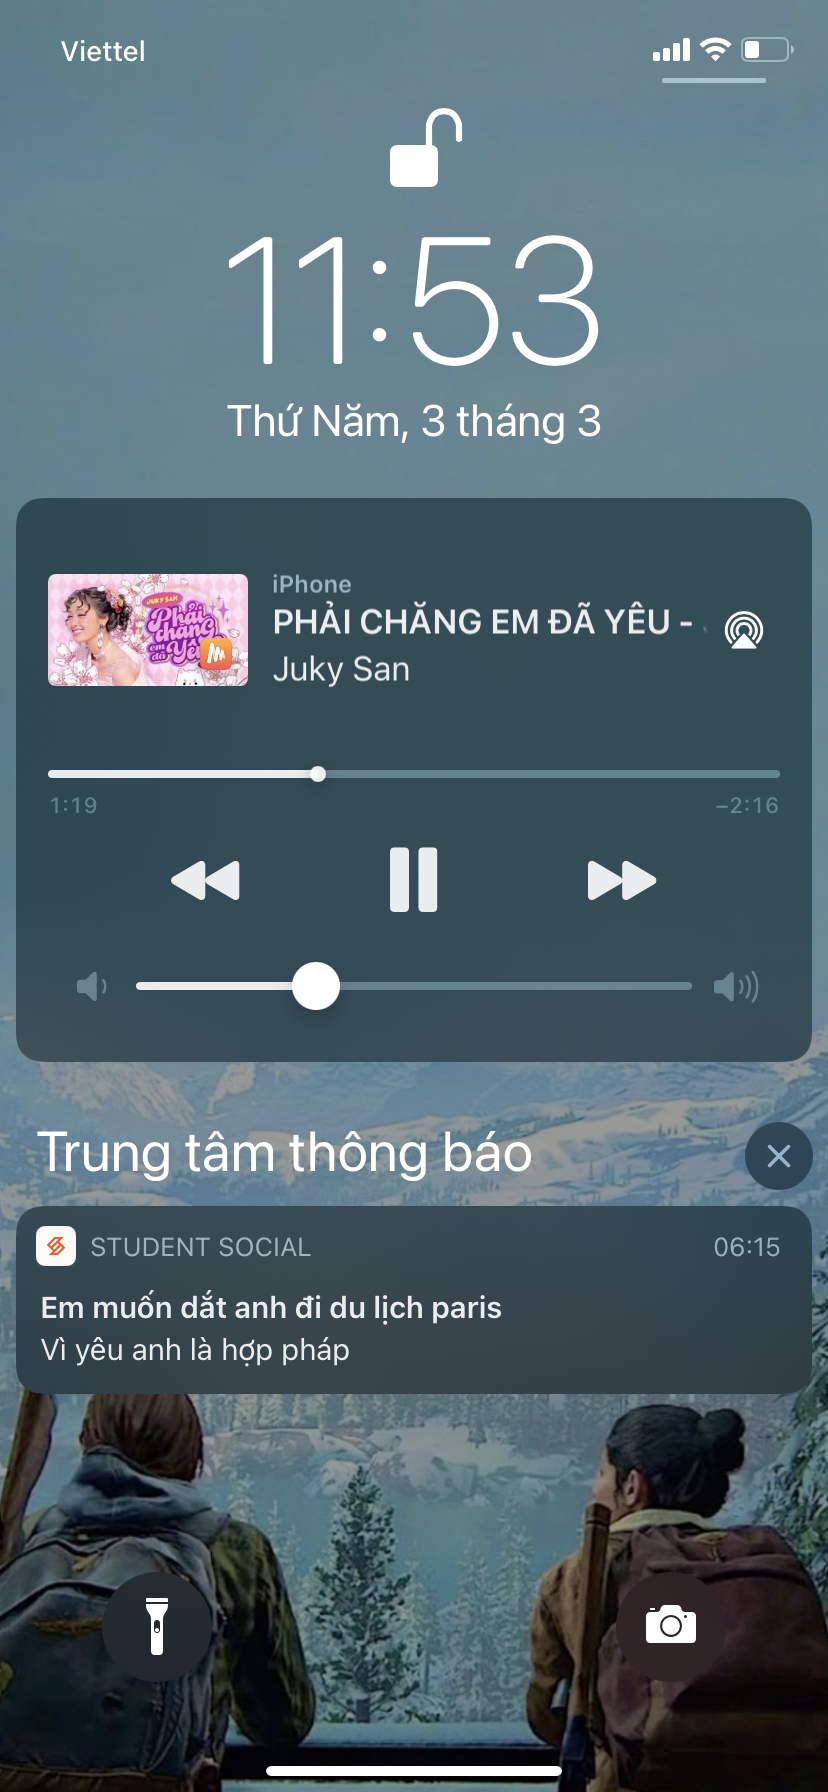 Viettel
11:53
Thứ Năm, 3 tháng 3
JUKY SAN
Phải
chăng
em
đã
Yêu
iPhone
PHẢI CHĂNG EM ĐÃ YÊU -
Juky San
1:19
–2:16
Trung tâm thông báo
STUDENT SOCIAL
06:15
Em muốn dắt anh đi du lịch paris
Vì yêu anh là hợp pháp